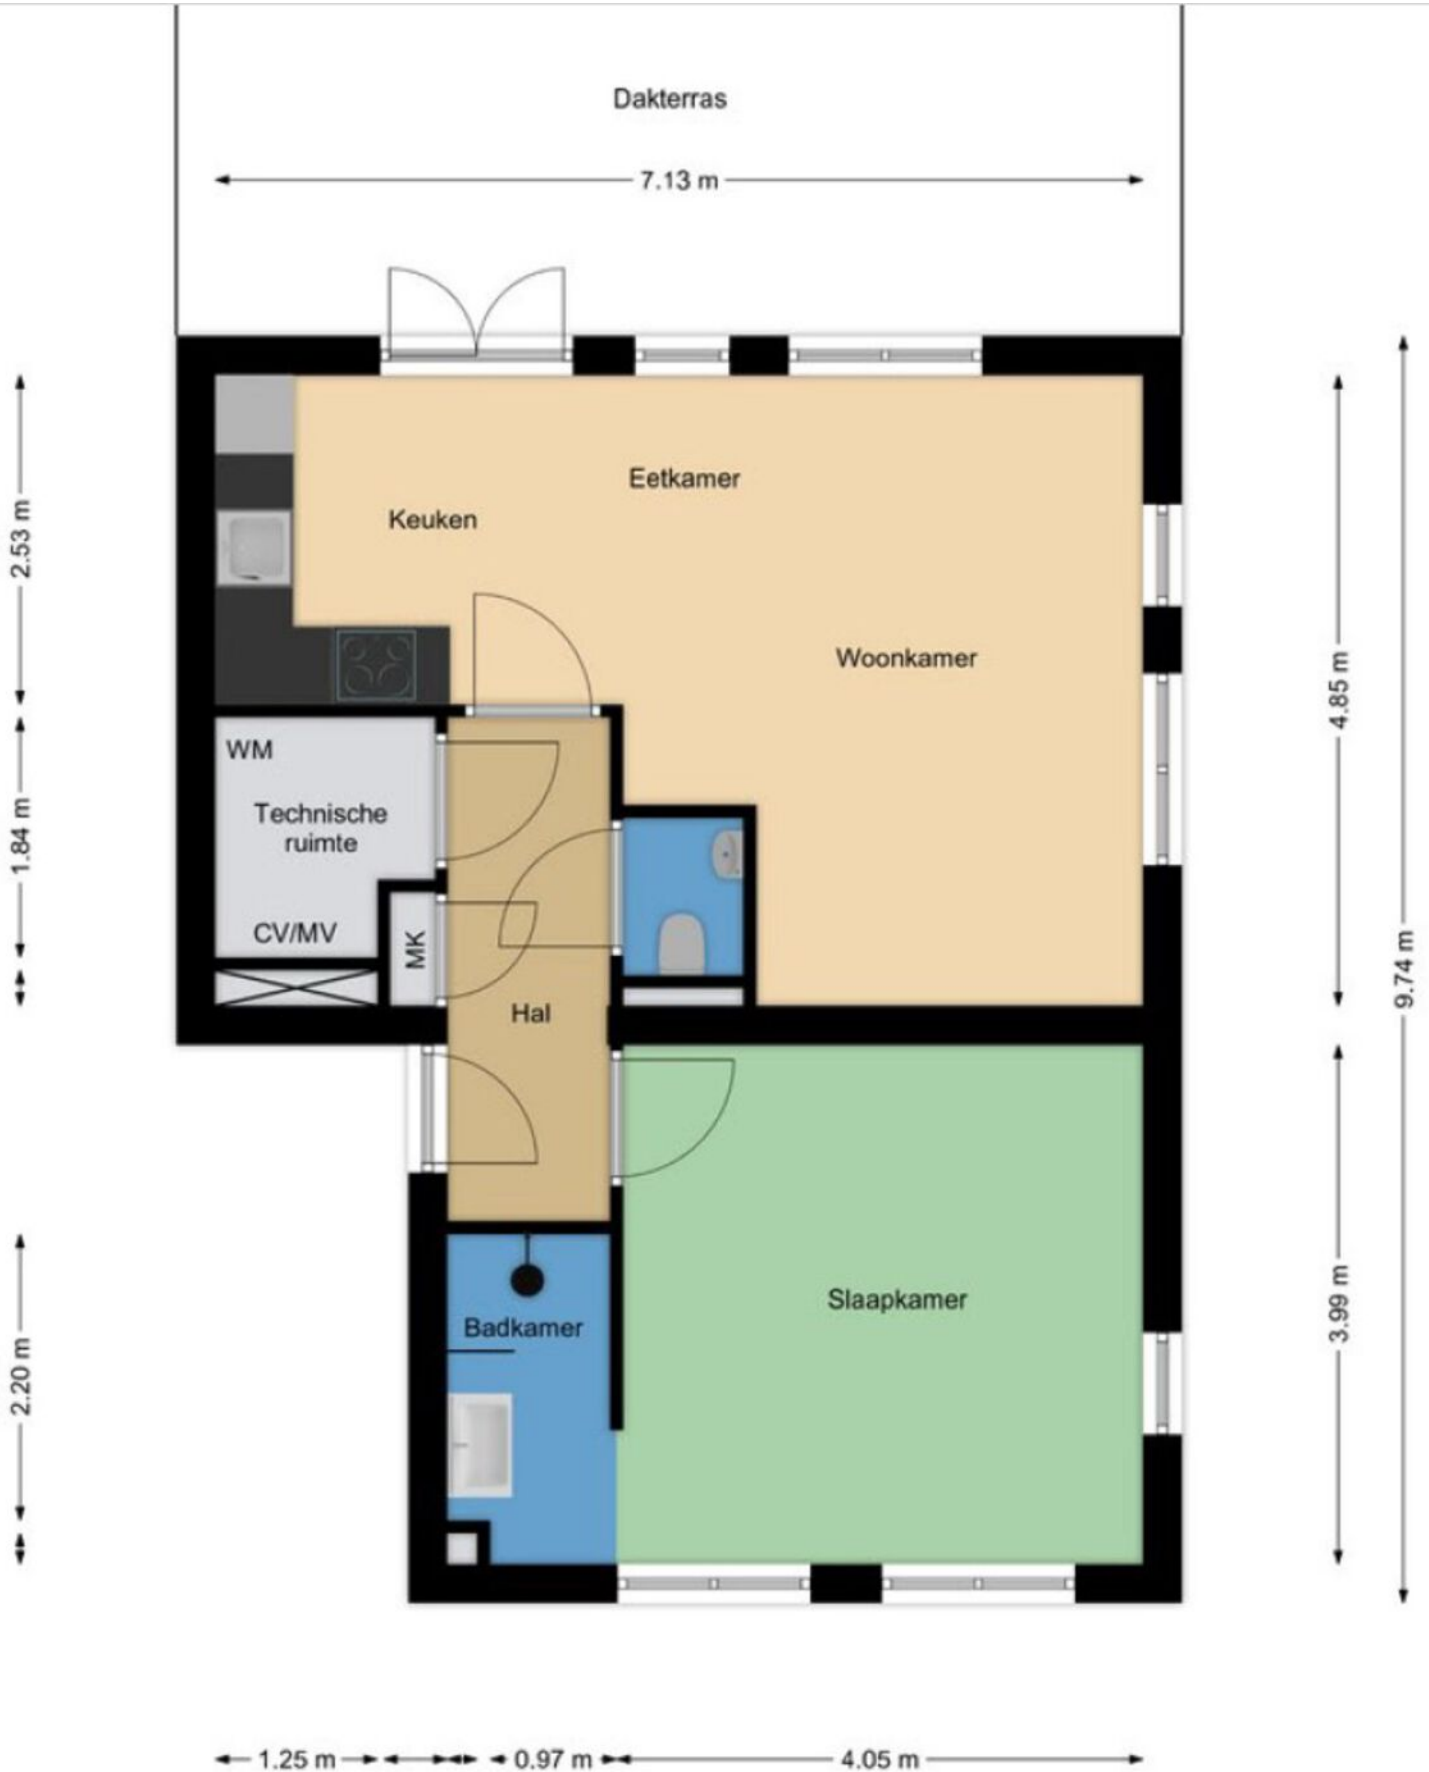 Dakterras
7.13 m
Eetkamer
Keuken
2.53 m
Woonkamer
4.85 m
WM
Technische
ruimte
1.84 m
CV/MV
MK
9.74 m
Hal
Slaapkamer
3.99 m
Badkamer
2.20 m
1.25 m
0.97 m
4.05 m